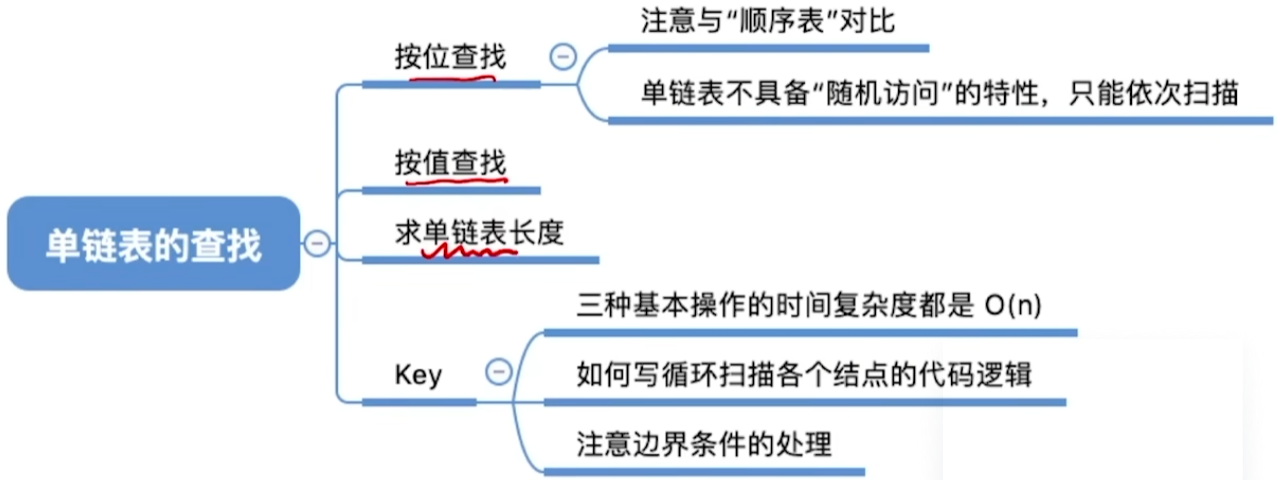 单链表的查找
按位查找
注意与“顺序表”对比
单链表不具备“随机访问”的特性，只能依次扫描
按值查找
求单链表长度
Key
三种基本操作的时间复杂度都是 O(n)
如何写循环扫描各个结点的代码逻辑
注意边界条件的处理